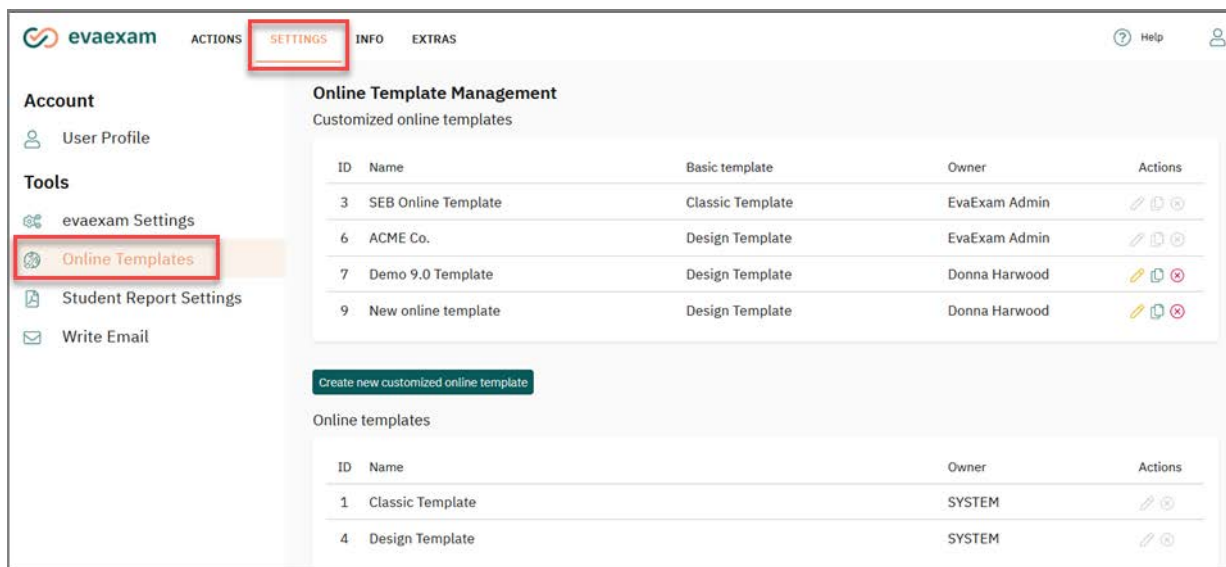 evaexam ACTIONS SETTINGS INFO EXTRAS Help
Account
User Profile
Tools
evaexam Settings
Online Templates
Student Report Settings
Write Email
Online Template Management
Customized online templates
ID Name Basic template Owner Actions
3 SEB Online Template Classic Template EvaExam Admin
6 ACME Co. Design Template EvaExam Admin
7 Demo 9.0 Template Design Template Donna Harwood
9 New online template Design Template Donna Harwood
Create new customized online template
Online templates
ID Name Owner Actions
1 Classic Template SYSTEM
4 Design Template SYSTEM